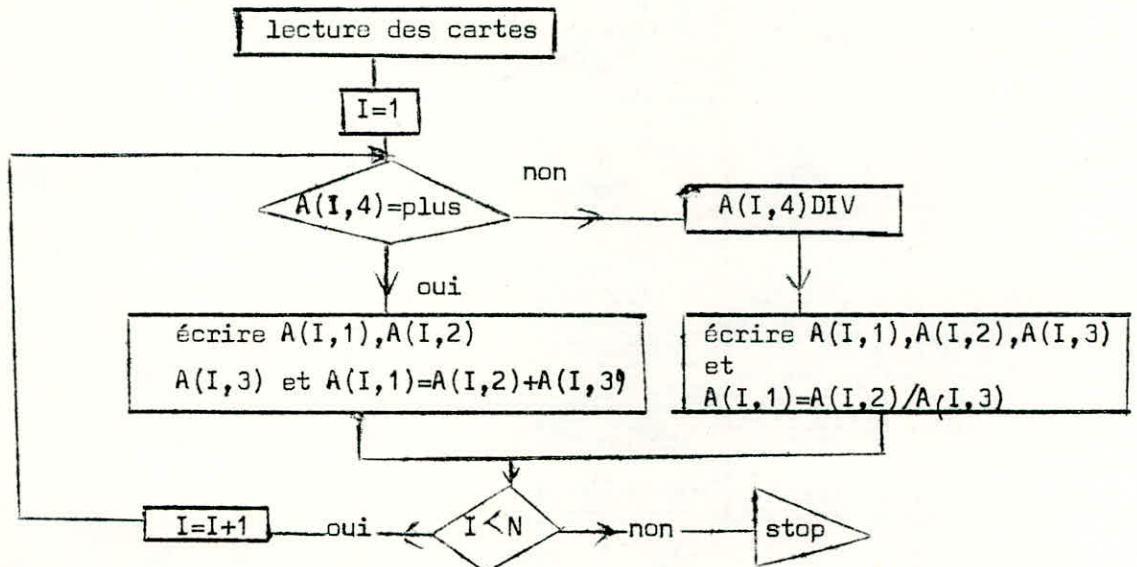 lecture des cartes
I=1
non
A(I,4)=plus
A(I,4)DIV
oui
écrire A(I,1),A(I,2)
A(I,3) et A(I,1)=A(I,2)+A(I,3)
écrire A(I,1),A(I,2),A(I,3)
et
A(I,1)=A(I,2)/A(I,3)
I=I+1
oui
I<N
non
stop